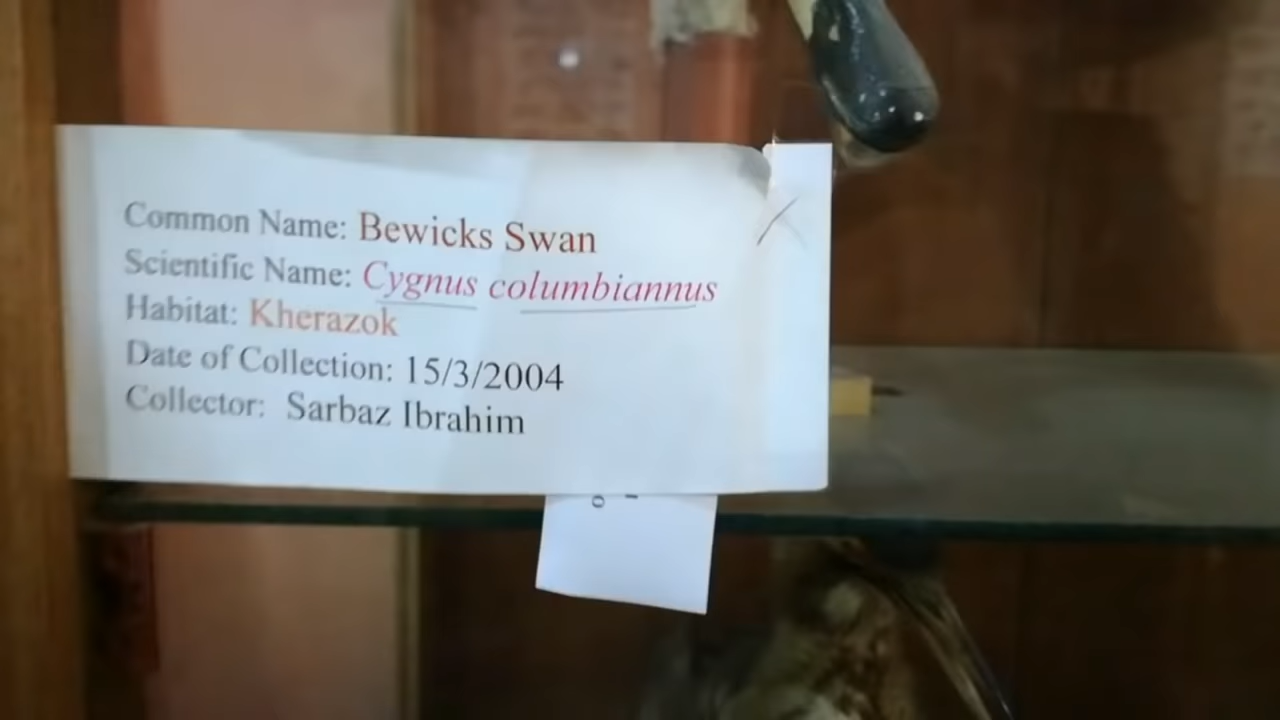 Common Name: Bewicks Swan
Scientific Name: Cygnus columbiannus
Habitat: Kherazok
Date of Collection: 15/3/2004
Collector: Sarbaz Ibrahim